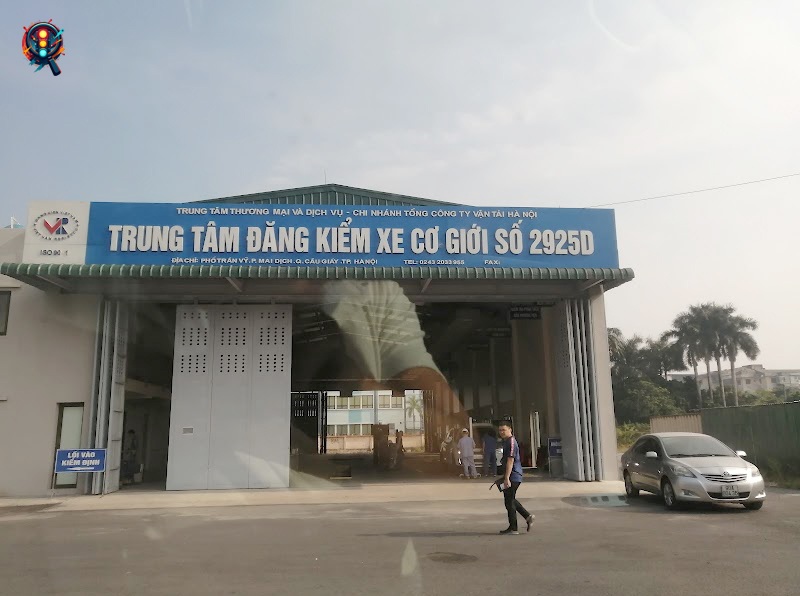 TRUNG TÂM THƯƠNG MẠI VÀ DỊCH VỤ - CHI NHÁNH TỔNG CÔNG TY VẬN TẢI HÀ NỘI
TRUNG TÂM ĐĂNG KIỂM XE CƠ GIỚI SỐ 2925D
ĐỊA CHỈ: PHỐ TRẦN VỸ. P. MAI DỊCH .Q. CẦU GIẤY .TP. HÀ NỘI TEL: 0243 2033 955 FAX:
VR
LỐI VÀO
KIỂM ĐỊNH